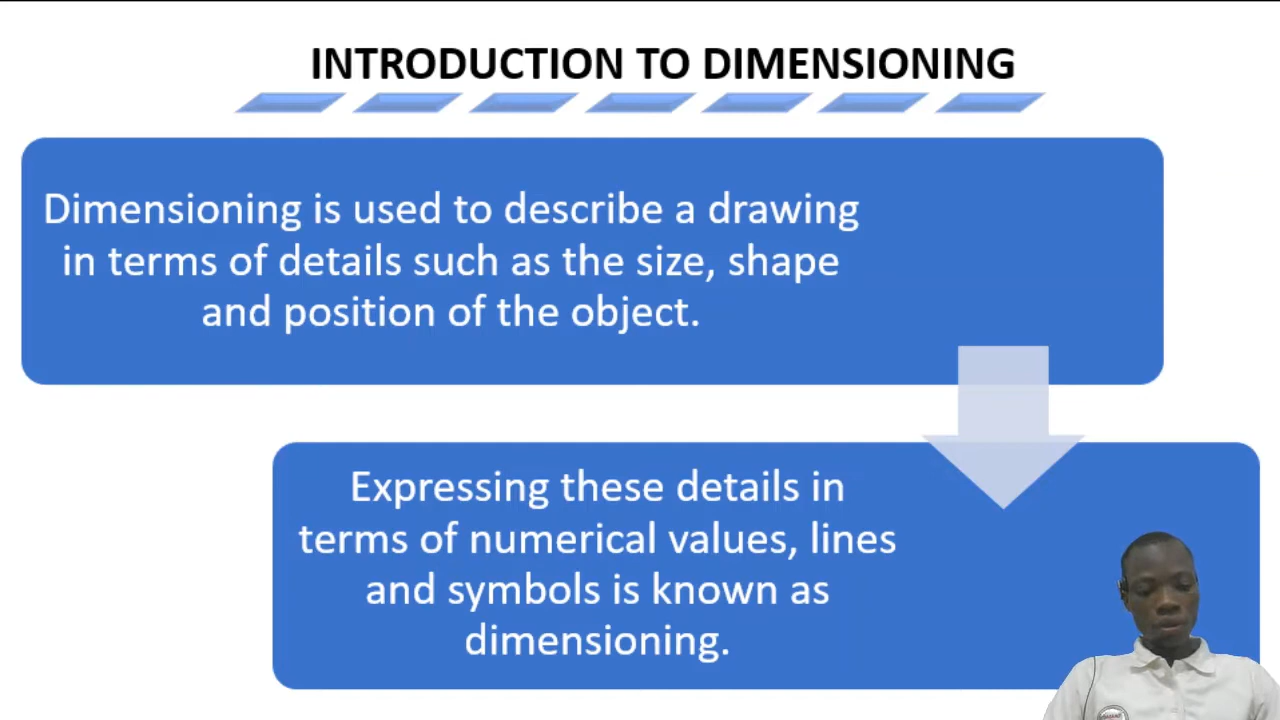 INTRODUCTION TO DIMENSIONING
Dimensioning is used to describe a drawing
in terms of details such as the size, shape
and position of the object.
Expressing these details in
terms of numerical values, lines
and symbols is known as
dimensioning.